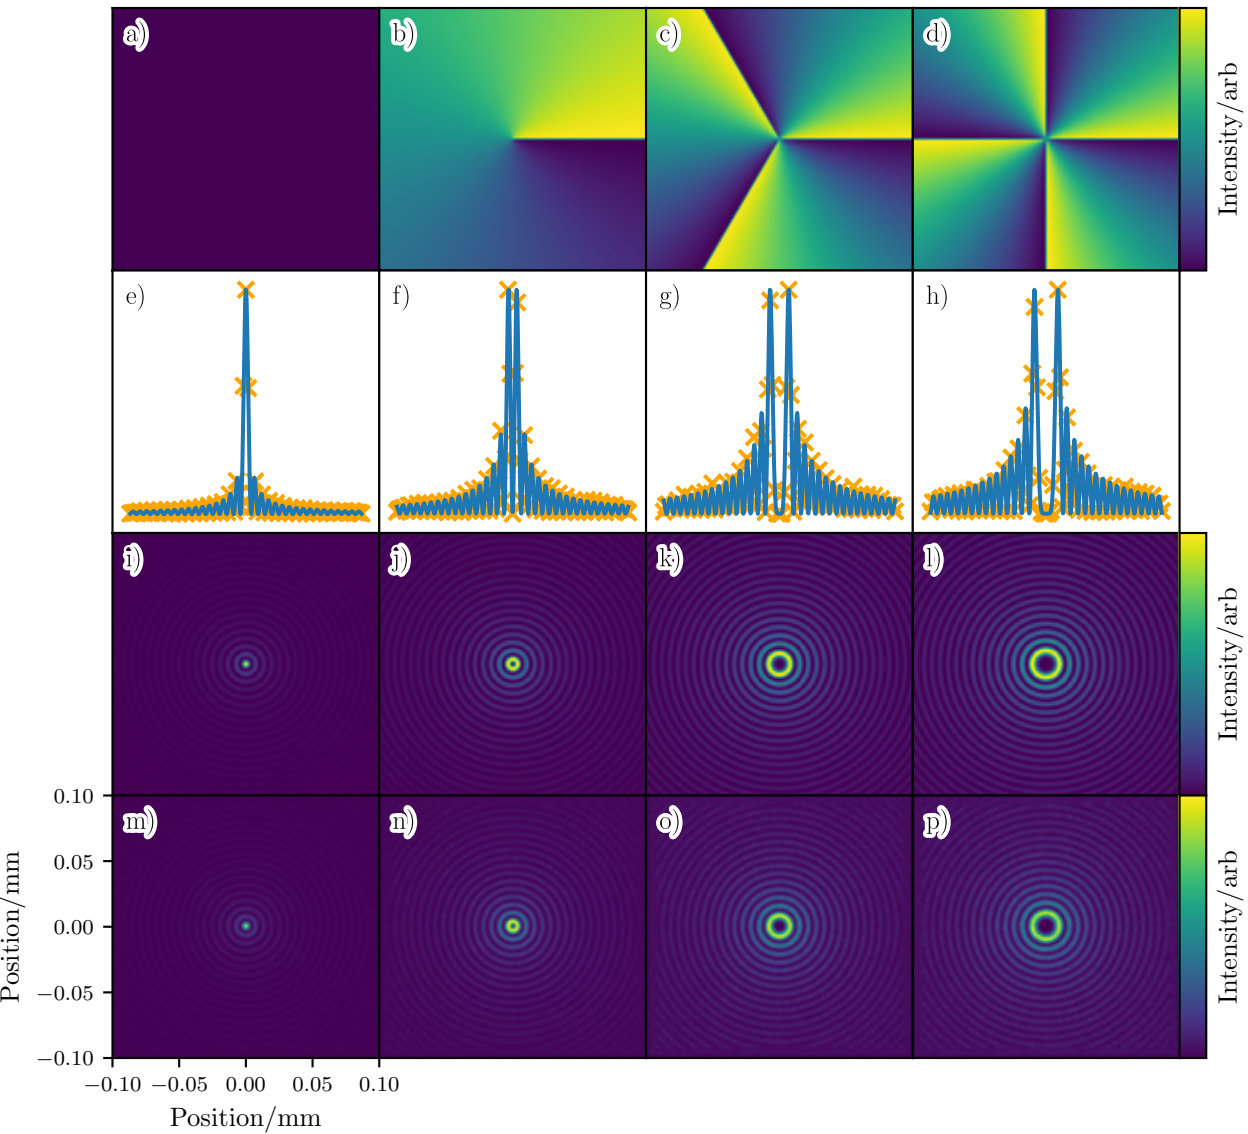 a) b) c) d)
Intensity/arb
e) f) g) h)
i) j) k) l)
Intensity/arb
m) n) o) p)
Intensity/arb
0.10
0.05
0.00
−0.05
−0.10
Position/mm
−0.10 −0.05 0.00 0.05 0.10
Position/mm